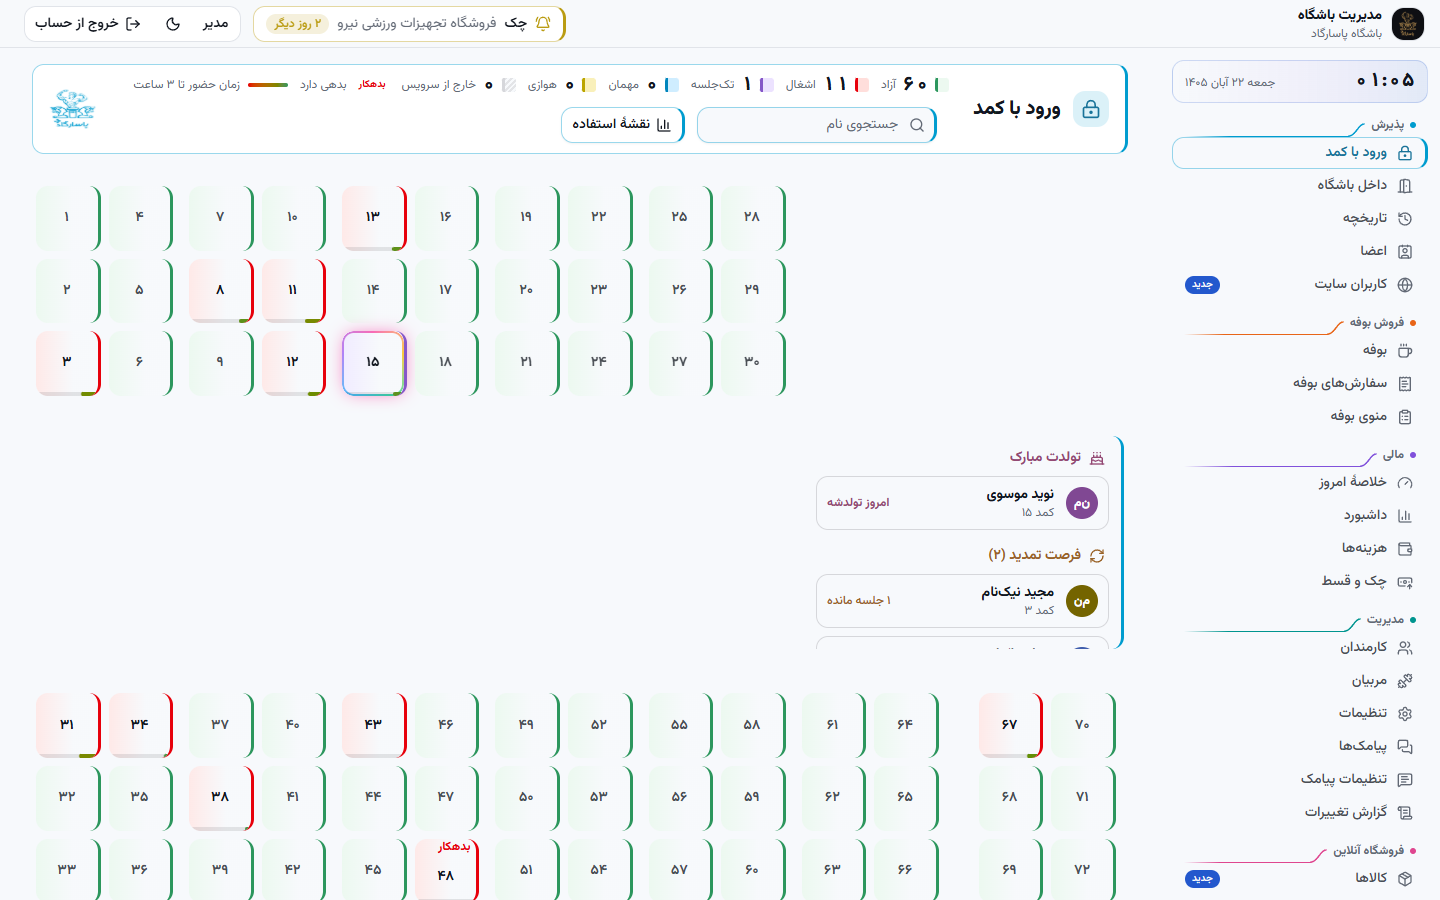 مدیریت باشگاه
باشگاه پاسارگاد
چک فروشگاه تجهیزات ورزشی نیرو ۲ روز دیگر
مدیر
خروج از حساب
۰۱:۰۵
جمعه ۲۲ آبان ۱۴۰۵
پذیرش
ورود با کمد
داخل باشگاه
تاریخچه
اعضا
کاربران سایت جدید
فروش بوفه
بوفه
سفارش‌های بوفه
منوی بوفه
مالی
خلاصهٔ امروز
داشبورد
هزینه‌ها
چک و قسط
مدیریت
کارمندان
مربیان
تنظیمات
پیامک‌ها
تنظیمات پیامک
گزارش تغییرات
فروشگاه آنلاین
کالاها جدید
ورود با کمد
۶۰ آزاد ۱۱ اشغال ۱ تک‌جلسه ۰ مهمان ۰ هوازی ۰ خارج از سرویس بدهکار بدهی دارد زمان حضور تا ۳ ساعت
جستجوی نام
نقشهٔ استفاده
پاسارگاد
۱ ۴ ۷ ۱۰ ۱۳ ۱۶ ۱۹ ۲۲ ۲۵ ۲۸
۲ ۵ ۸ ۱۱ ۱۴ ۱۷ ۲۰ ۲۳ ۲۶ ۲۹
۳ ۶ ۹ ۱۲ ۱۵ ۱۸ ۲۱ ۲۴ ۲۷ ۳۰
تولدت مبارک
نم
نوید موسوی
کمد ۱۵
امروز تولدشه
فرصت تمدید (۲)
من
مجید نیک‌نام
کمد ۳
۱ جلسه مانده
۳۱ ۳۴ ۳۷ ۴۰ ۴۳ ۴۶ ۴۹ ۵۲ ۵۵ ۵۸ ۶۱ ۶۴ ۶۷ ۷۰
۳۲ ۳۵ ۳۸ ۴۱ ۴۴ ۴۷ ۵۰ ۵۳ ۵۶ ۵۹ ۶۲ ۶۵ ۶۸ ۷۱
بدهکار
۳۳ ۳۶ ۳۹ ۴۲ ۴۵ ۴۸ ۵۱ ۵۴ ۵۷ ۶۰ ۶۳ ۶۶ ۶۹ ۷۲